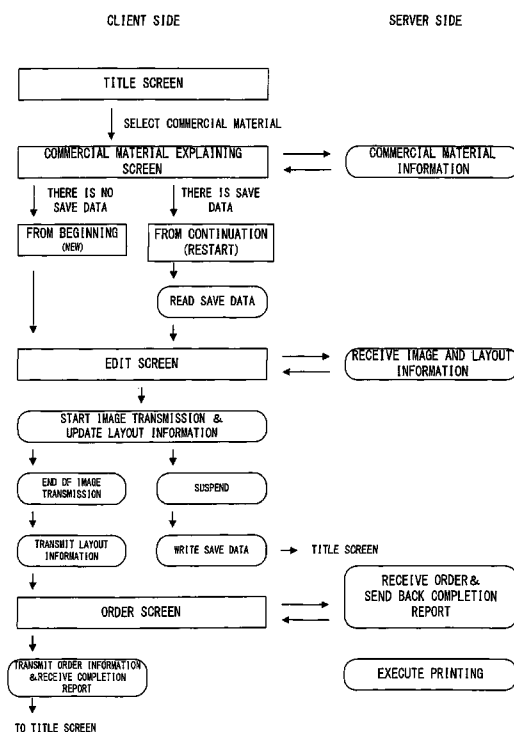 CLIENT SIDE
SERVER SIDE
TITLE SCREEN
SELECT COMMERCIAL MATERIAL
COMMERCIAL MATERIAL EXPLAINING
SCREEN
COMMERCIAL MATERIAL
INFORMATION
THERE IS NO
SAVE DATA
THERE IS SAVE
DATA
FROM BEGINNING
(NEW)
FROM CONTINUATION
(RESTART)
READ SAVE DATA
EDIT SCREEN
RECEIVE IMAGE AND LAYOUT
INFORMATION
START IMAGE TRANSMISSION &
UPDATE LAYOUT INFORMATION
END OF IMAGE
TRANSMISSION
SUSPEND
TRANSMIT LAYOUT
INFORMATION
WRITE SAVE DATA
TITLE SCREEN
ORDER SCREEN
RECEIVE ORDER &
SEND BACK COMPLETION
REPORT
TRANSMIT ORDER INFORMATION
&RECEIVE COMPLETION
REPORT
EXECUTE PRINTING
TO TITLE SCREEN